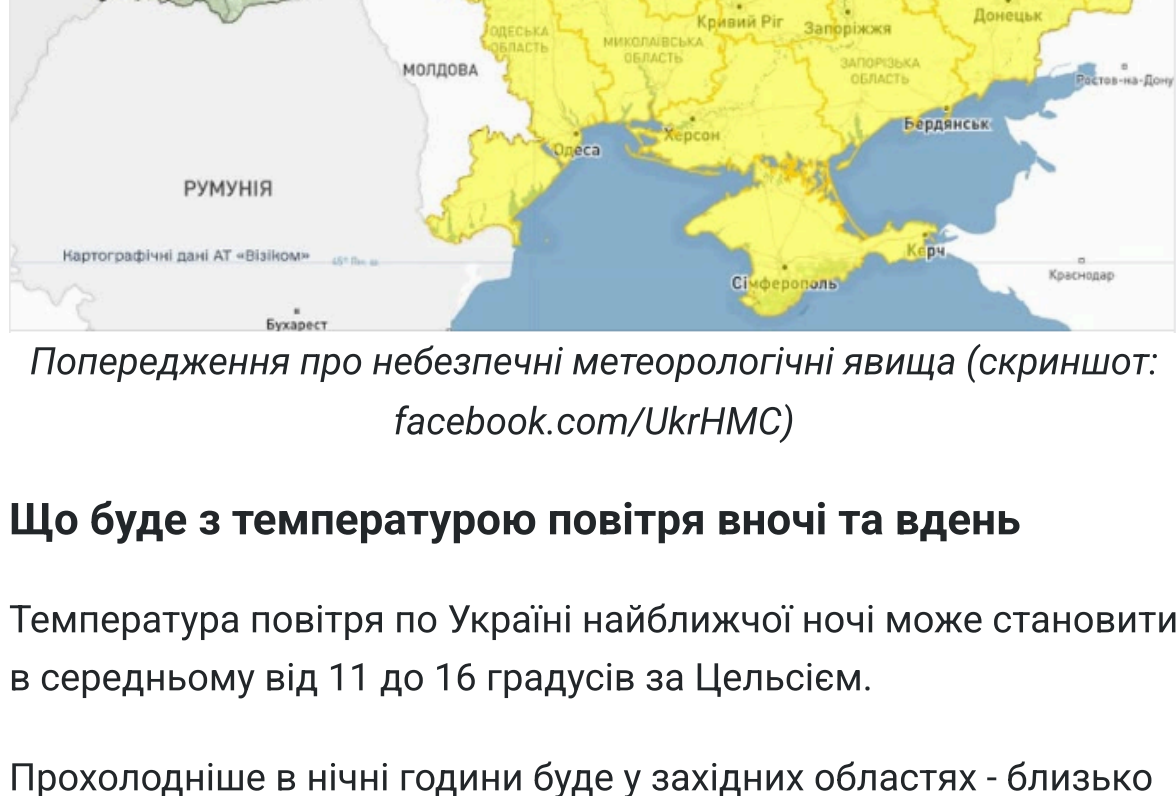 Кривий Ріг
Донецьк
ОДЕСЬКА
ОБЛАСТЬ
Запоріжжя
МИКОЛАЇВСЬКА
ОБЛАСТЬ
МОЛДОВА
ЗАПОРІЗЬКА
ОБЛАСТЬ
Ростов-на-Дону
Бердянськ
Херсон
Одеса
РУМУНІЯ
Картографічні дані АТ «Візіком»
45° Пн. ш.
Керч
Краснодар
Сімферополь
Бухарест
Попередження про небезпечні метеорологічні явища (скриншот:
facebook.com/UkrHMC)
Що буде з температурою повітря вночі та вдень
Температура повітря по Україні найближчої ночі може становити
в середньому від 11 до 16 градусів за Цельсієм.
Прохолодніше в нічні години буде у західних областях - близько